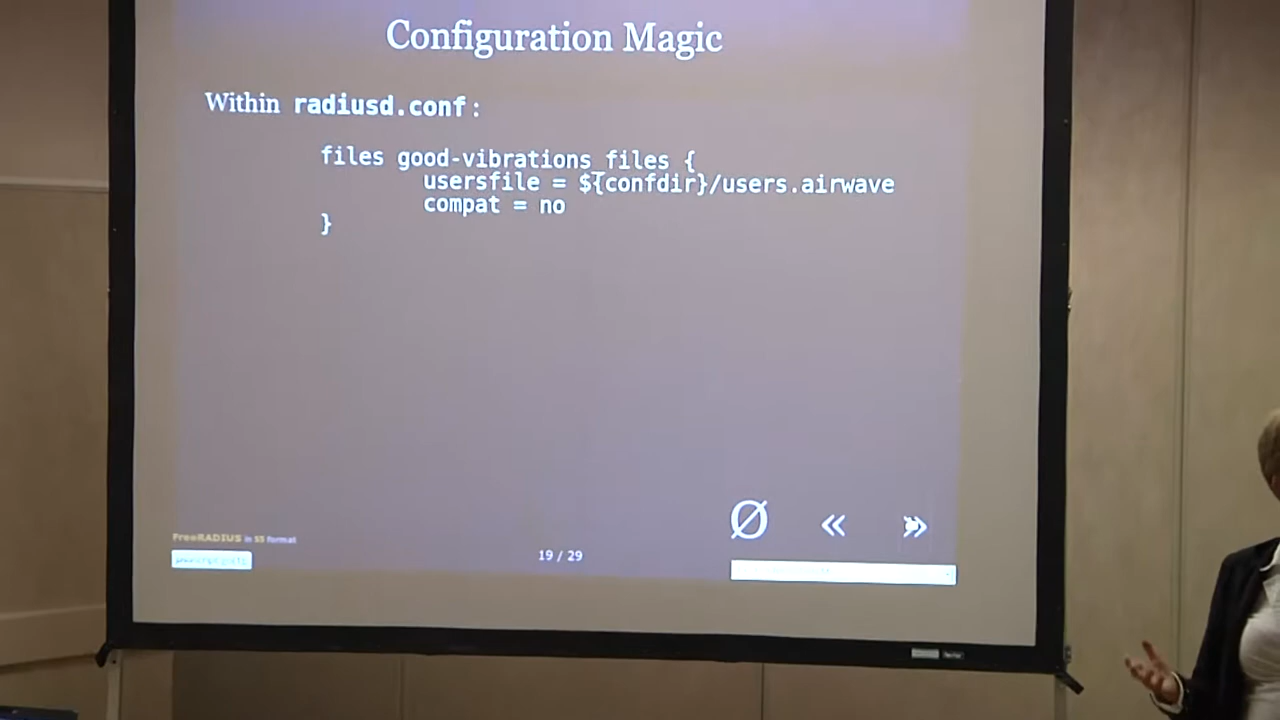 Configuration Magic
Within radiusd.conf:
files good-vibrations_files {
usersfile = ${confdir}/users.airwave
compat = no
}
Ø « »
FreeRADIUS in S5 format
19 / 29